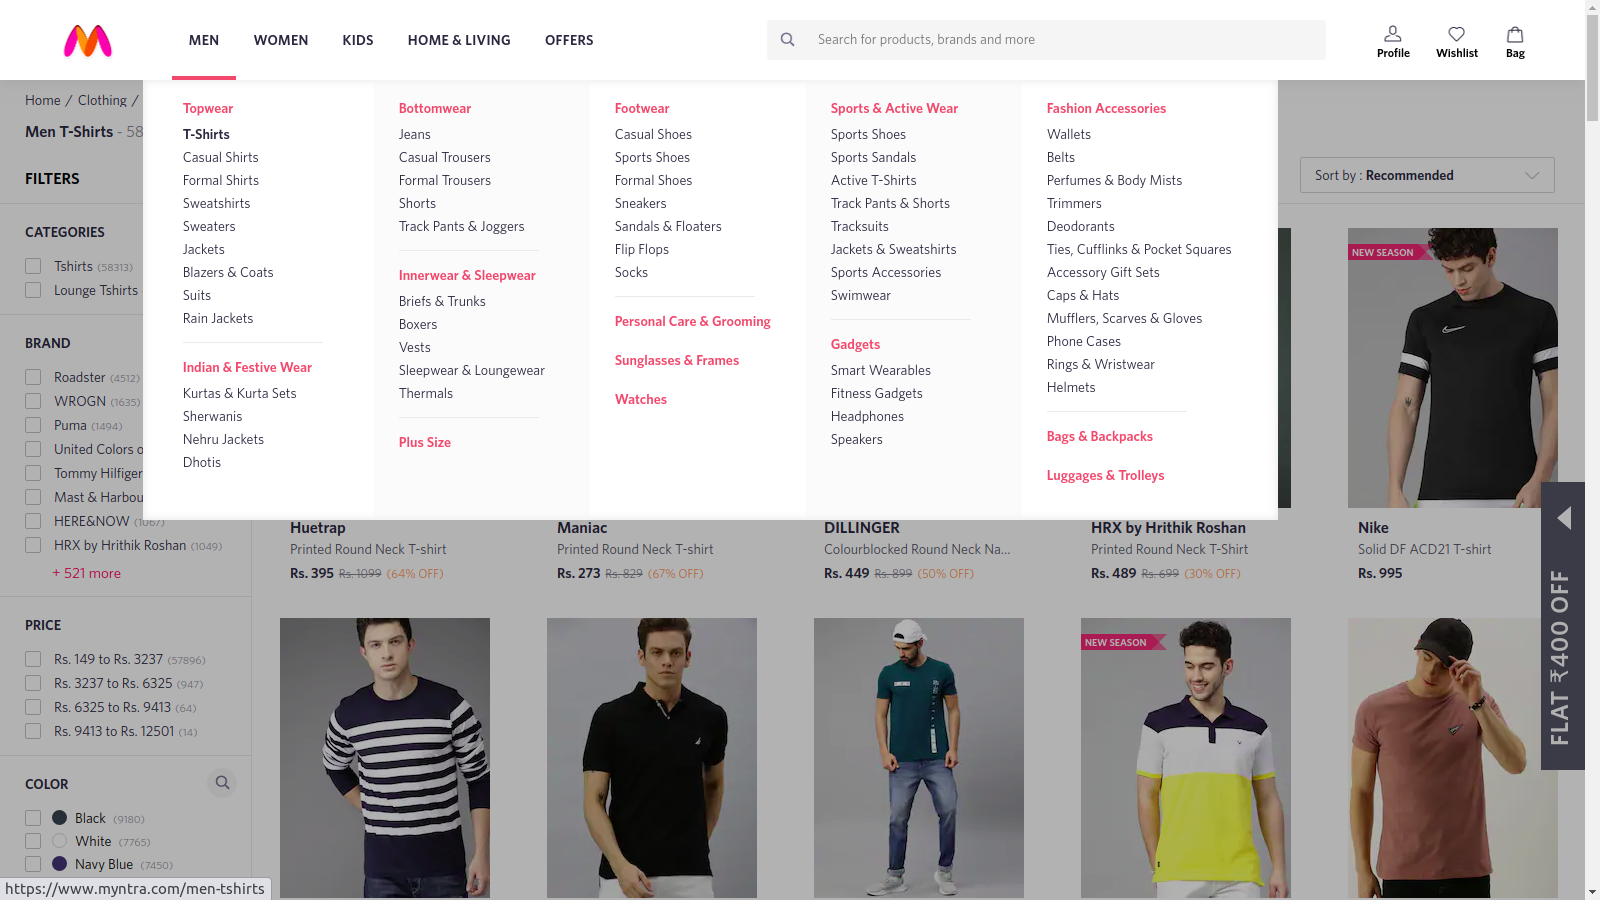 MEN WOMEN KIDS HOME & LIVING OFFERS
Search for products, brands and more
Profile Wishlist Bag
Home / Clothing /
Men T-Shirts - 58
FILTERS
CATEGORIES
Tshirts (58313)
Lounge Tshirts
BRAND
Roadster (4512)
WROGN (1635)
Puma (1494)
United Colors o
Tommy Hilfiger
Mast & Harbou
HERE&NOW (1067)
HRX by Hrithik Roshan (1049)
+ 521 more
PRICE
Rs. 149 to Rs. 3237 (57896)
Rs. 3237 to Rs. 6325 (947)
Rs. 6325 to Rs. 9413 (64)
Rs. 9413 to Rs. 12501 (14)
COLOR
Black (9180)
White (7765)
Navy Blue (7450)
https://www.myntra.com/men-tshirts
Topwear
T-Shirts
Casual Shirts
Formal Shirts
Sweatshirts
Sweaters
Jackets
Blazers & Coats
Suits
Rain Jackets
Indian & Festive Wear
Kurtas & Kurta Sets
Sherwanis
Nehru Jackets
Dhotis
Bottomwear
Jeans
Casual Trousers
Formal Trousers
Shorts
Track Pants & Joggers
Innerwear & Sleepwear
Briefs & Trunks
Boxers
Vests
Sleepwear & Loungewear
Thermals
Plus Size
Footwear
Casual Shoes
Sports Shoes
Formal Shoes
Sneakers
Sandals & Floaters
Flip Flops
Socks
Personal Care & Grooming
Sunglasses & Frames
Watches
Sports & Active Wear
Sports Shoes
Sports Sandals
Active T-Shirts
Track Pants & Shorts
Tracksuits
Jackets & Sweatshirts
Sports Accessories
Swimwear
Gadgets
Smart Wearables
Fitness Gadgets
Headphones
Speakers
Fashion Accessories
Wallets
Belts
Perfumes & Body Mists
Trimmers
Deodorants
Ties, Cufflinks & Pocket Squares
Accessory Gift Sets
Caps & Hats
Mufflers, Scarves & Gloves
Phone Cases
Rings & Wristwear
Helmets
Bags & Backpacks
Luggages & Trolleys
Sort by : Recommended
NEW SEASON
Huetrap
Printed Round Neck T-shirt
Rs. 395 Rs. 1099 (64% OFF)
Maniac
Printed Round Neck T-shirt
Rs. 273 Rs. 829 (67% OFF)
DILLINGER
Colourblocked Round Neck Na...
Rs. 449 Rs. 899 (50% OFF)
HRX by Hrithik Roshan
Printed Round Neck T-Shirt
Rs. 489 Rs. 699 (30% OFF)
Nike
Solid DF ACD21 T-shirt
Rs. 995
NEW SEASON
FLAT ₹400 OFF